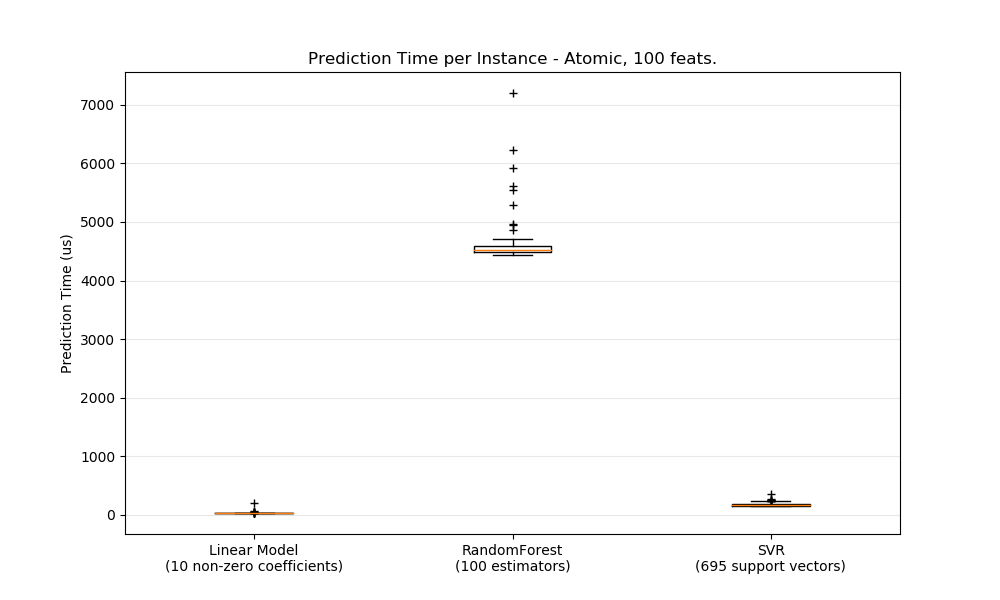 Prediction Time per Instance - Atomic, 100 feats.
Prediction Time (us)
7000
6000
5000
4000
3000
2000
1000
0
Linear Model
(10 non-zero coefficients)
RandomForest
(100 estimators)
SVR
(695 support vectors)